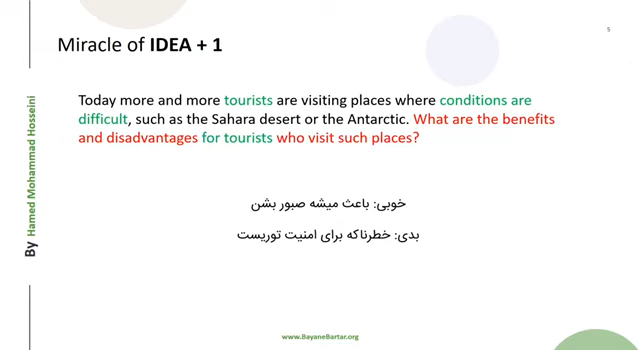 5
Miracle of IDEA + 1
Today more and more tourists are visiting places where conditions are
difficult, such as the Sahara desert or the Antarctic. What are the benefits
and disadvantages for tourists who visit such places?
خوبی: باعث میشه صبور بشن
بدی: خطرناکه برای امنیت توریست
By Hamed Mohammad Hosseini
www.BayaneBartar.org